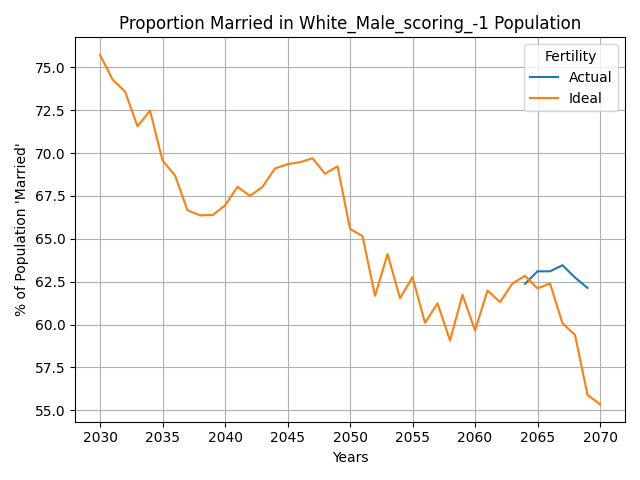 Proportion Married in White_Male_scoring_-1 Population
Fertility
Actual
Ideal
% of Population 'Married'
75.0
72.5
70.0
67.5
65.0
62.5
60.0
57.5
55.0
2030 2035 2040 2045 2050 2055 2060 2065 2070
Years